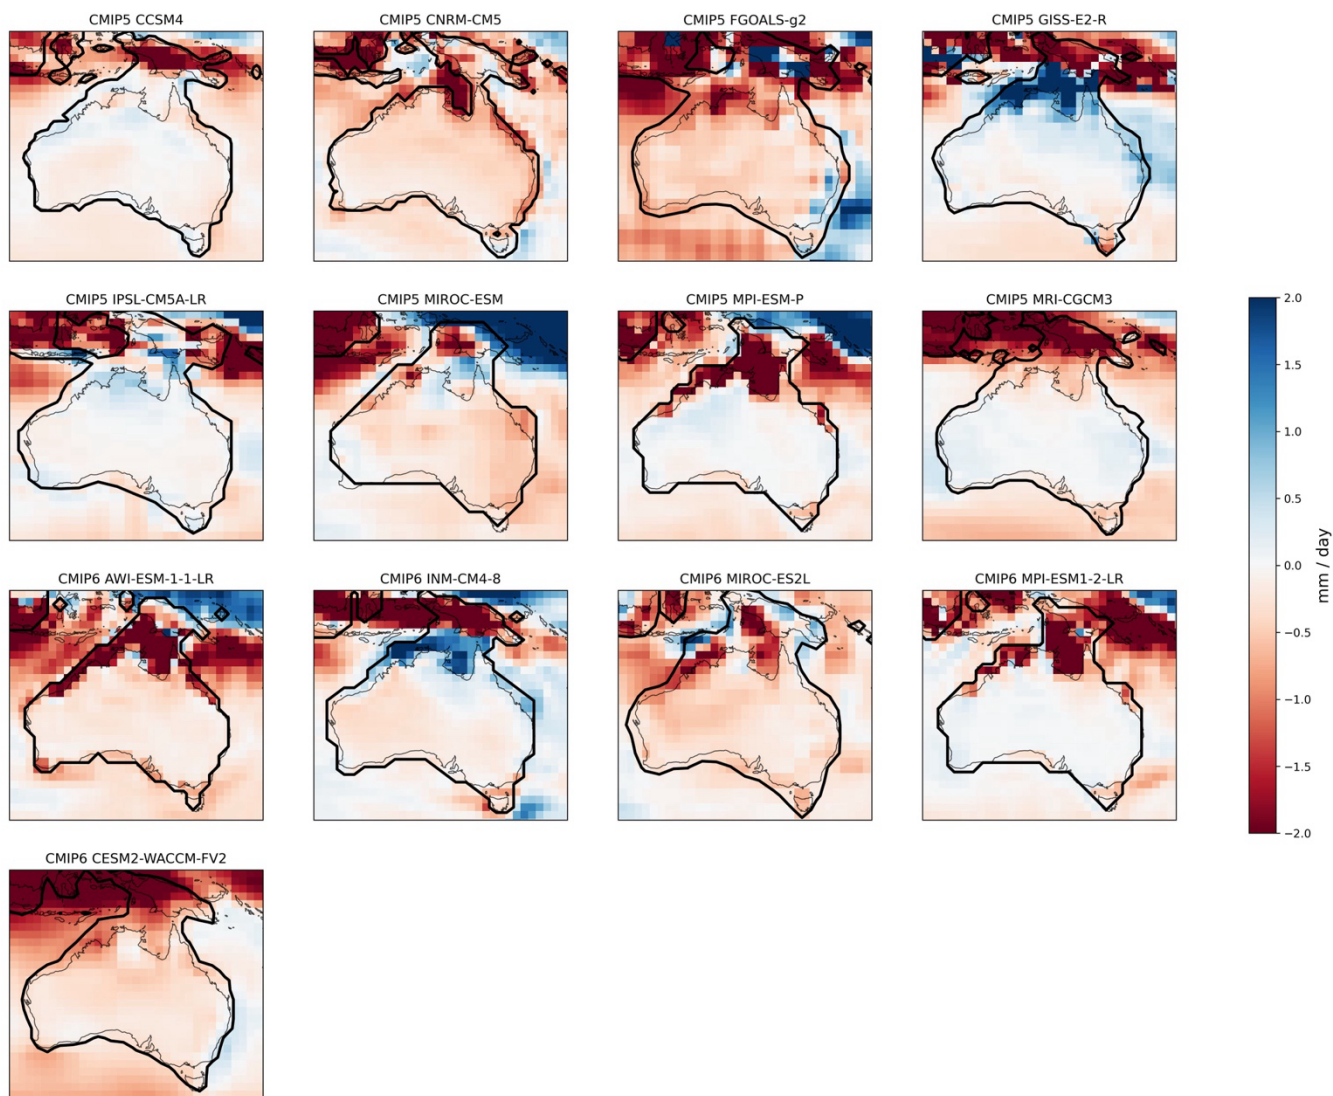 CMIP5 CCSM4
CMIP5 CNRM-CM5
CMIP5 FGOALS-g2
CMIP5 GISS-E2-R
CMIP5 IPSL-CM5A-LR
CMIP5 MIROC-ESM
CMIP5 MPI-ESM-P
CMIP5 MRI-CGCM3
CMIP6 AWI-ESM-1-1-LR
CMIP6 INM-CM4-8
CMIP6 MIROC-ES2L
CMIP6 MPI-ESM1-2-LR
CMIP6 CESM2-WACCM-FV2
2.0
1.5
1.0
0.5
0.0
−0.5
−1.0
−1.5
−2.0
mm / day